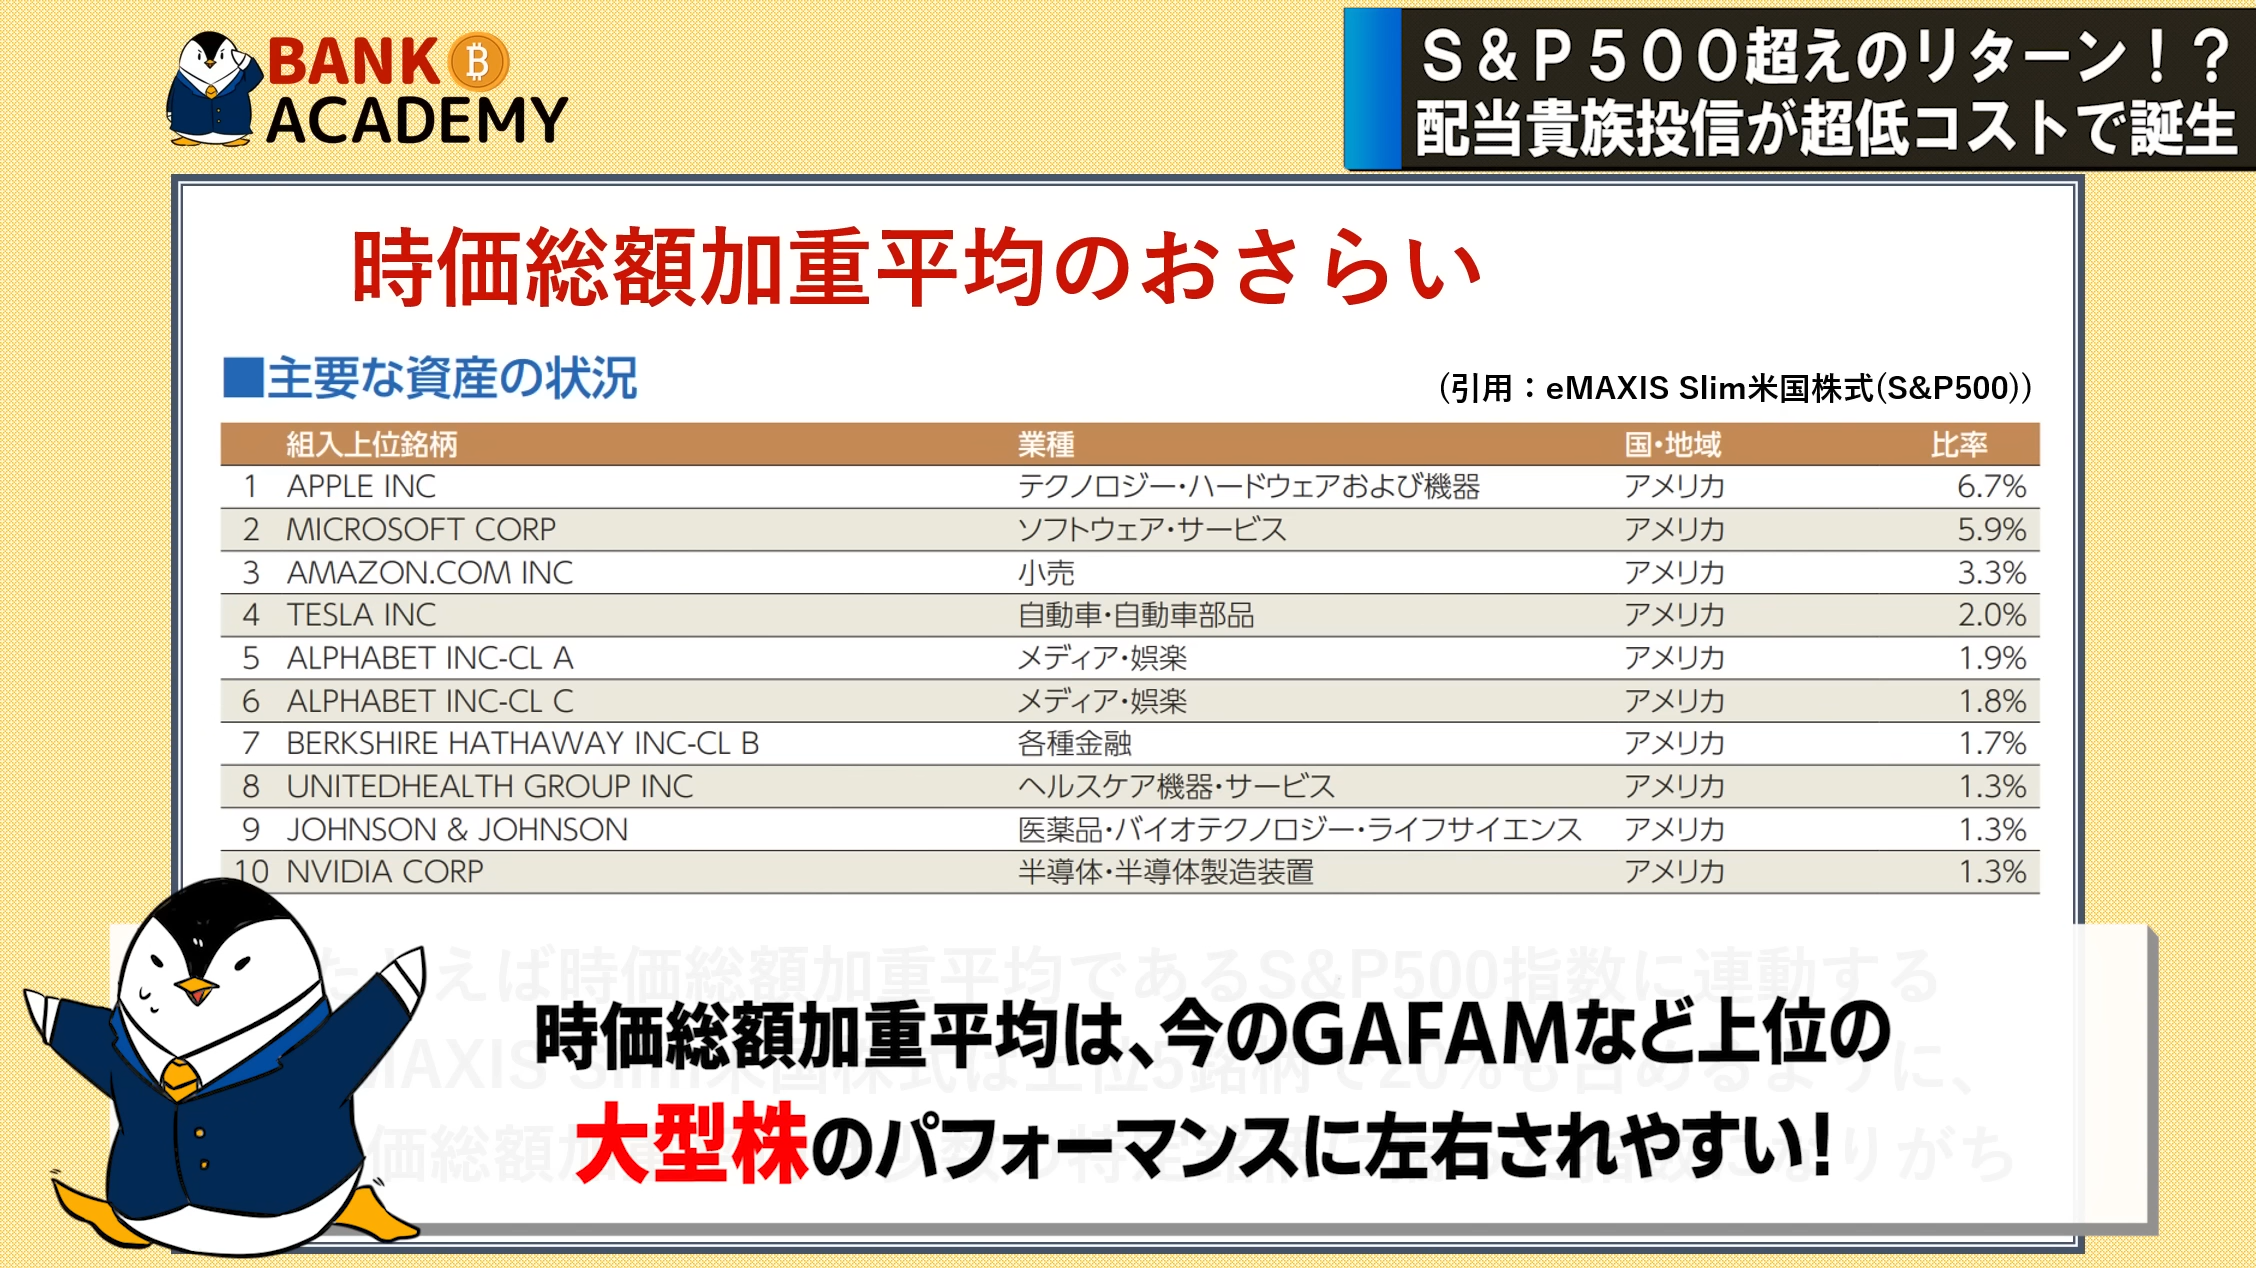 BANK
ACADEMY
S&P500超えのリターン!?
配当貴族投信が超低コストで誕生
時価総額加重平均のおさらい
■主要な資産の状況
(引用:eMAXIS Slim米国株式(S&P500))
組入上位銘柄 業種 国・地域 比率
1 APPLE INC テクノロジー・ハードウェアおよび機器 アメリカ 6.7%
2 MICROSOFT CORP ソフトウェア・サービス アメリカ 5.9%
3 AMAZON.COM INC 小売 アメリカ 3.3%
4 TESLA INC 自動車・自動車部品 アメリカ 2.0%
5 ALPHABET INC-CL A メディア・娯楽 アメリカ 1.9%
6 ALPHABET INC-CL C メディア・娯楽 アメリカ 1.8%
7 BERKSHIRE HATHAWAY INC-CL B 各種金融 アメリカ 1.7%
8 UNITEDHEALTH GROUP INC ヘルスケア機器・サービス アメリカ 1.3%
9 JOHNSON & JOHNSON 医薬品・バイオテクノロジー・ライフサイエンス アメリカ 1.3%
10 NVIDIA CORP 半導体・半導体製造装置 アメリカ 1.3%
時価総額加重平均は、今のGAFAMなど上位の
大型株のパフォーマンスに左右されやすい!